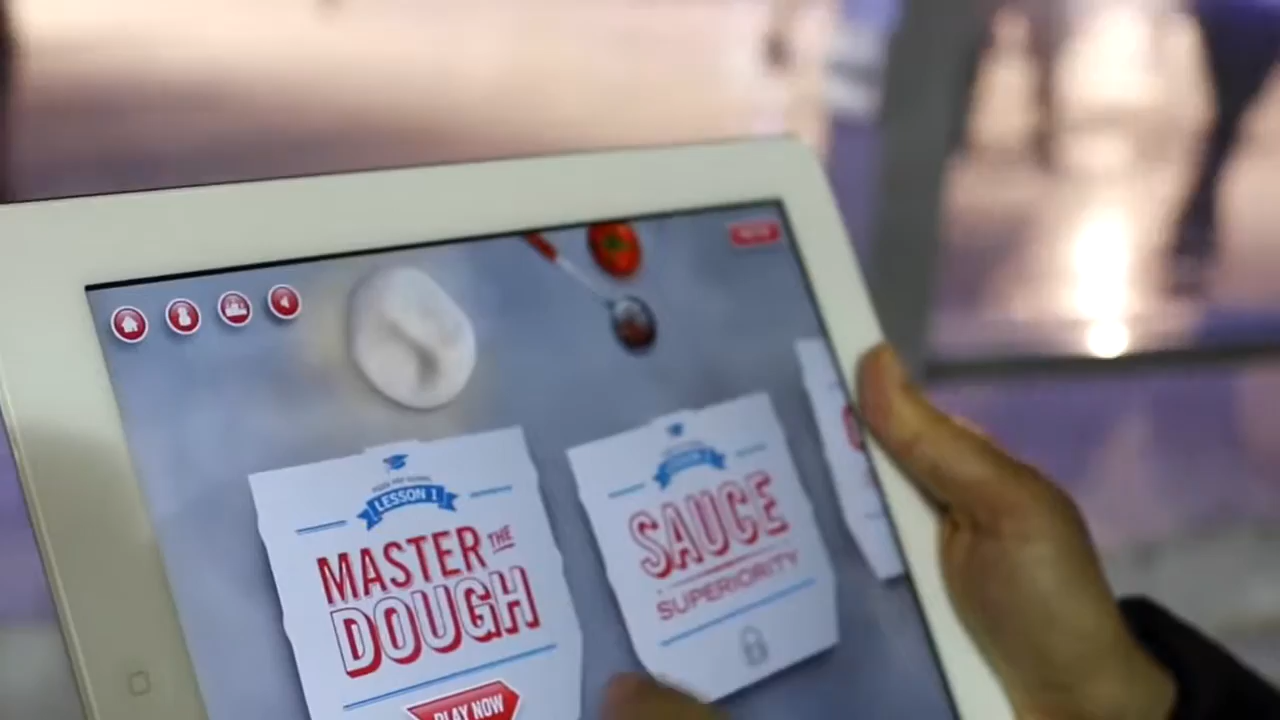 LESSON 1
MASTER THE
DOUGH
PLAY NOW
SAUCE
SUPERIORITY